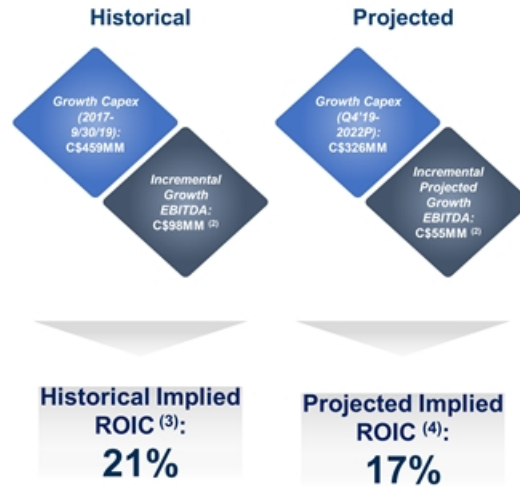 Historical
Growth Capex
(2017-
9/30/19):
C$459MM
Incremental
Growth
EBITDA:
C$98MM (2)
Historical Implied
ROIC (3):
21%
Projected
Growth Capex
(Q4'19-
2022P):
C$326MM
Incremental
Projected
Growth
EBITDA:
C$55MM (2)
Projected Implied
ROIC (4):
17%